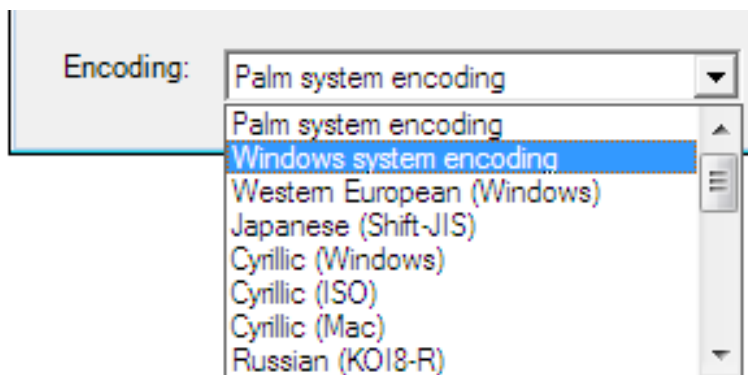 Encoding: Palm system encoding
Palm system encoding
Windows system encoding
Western European (Windows)
Japanese (Shift-JIS)
Cyrillic (Windows)
Cyrillic (ISO)
Cyrillic (Mac)
Russian (KOI8-R)